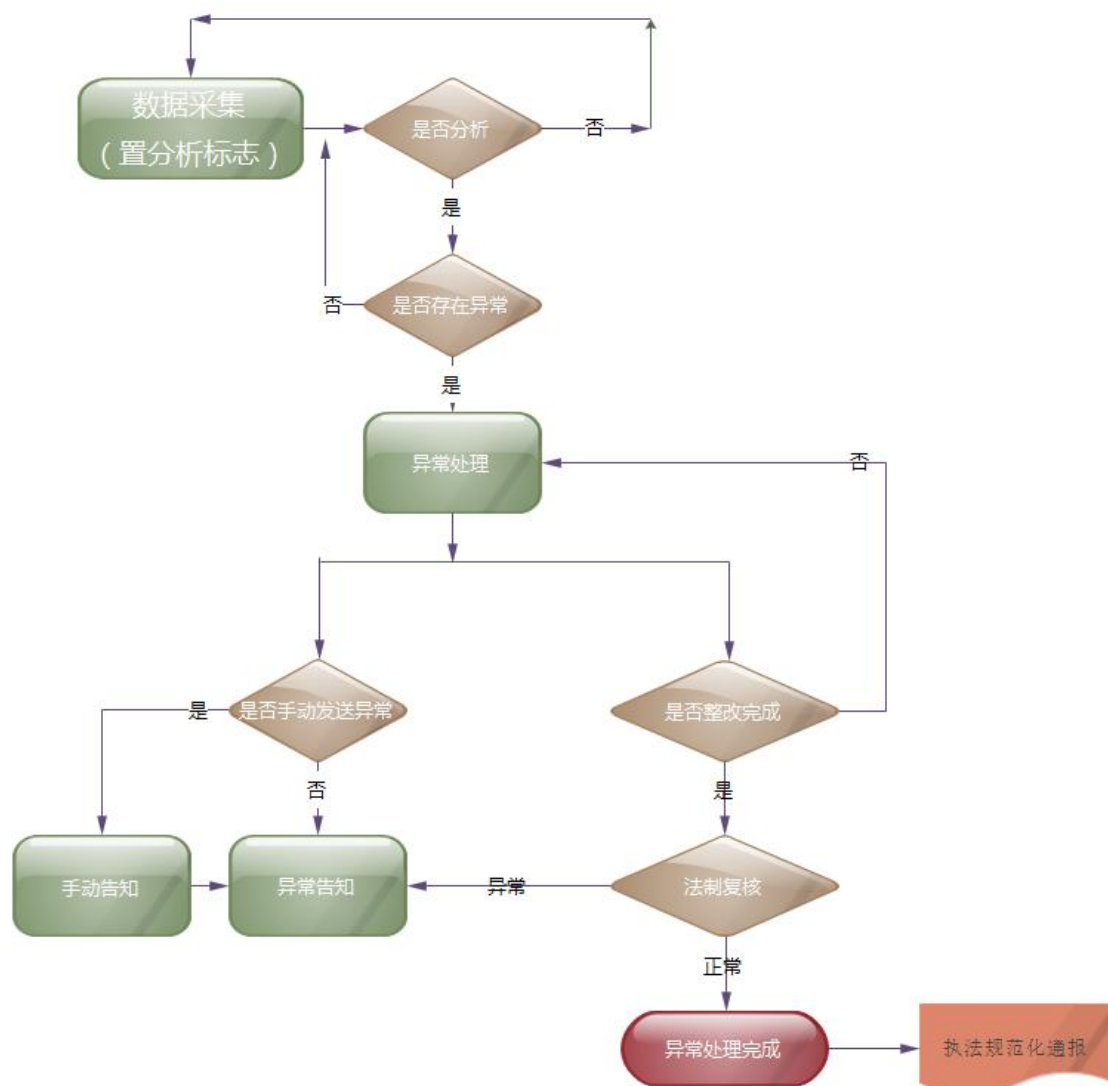 数据采集
（置分析标志）
是否分析
否
是
是否存在异常
否
是
异常处理
否
是
是否手动发送异常
是否整改完成
否
是
手动告知
异常告知
异常
法制复核
正常
异常处理完成
执法规范化通报